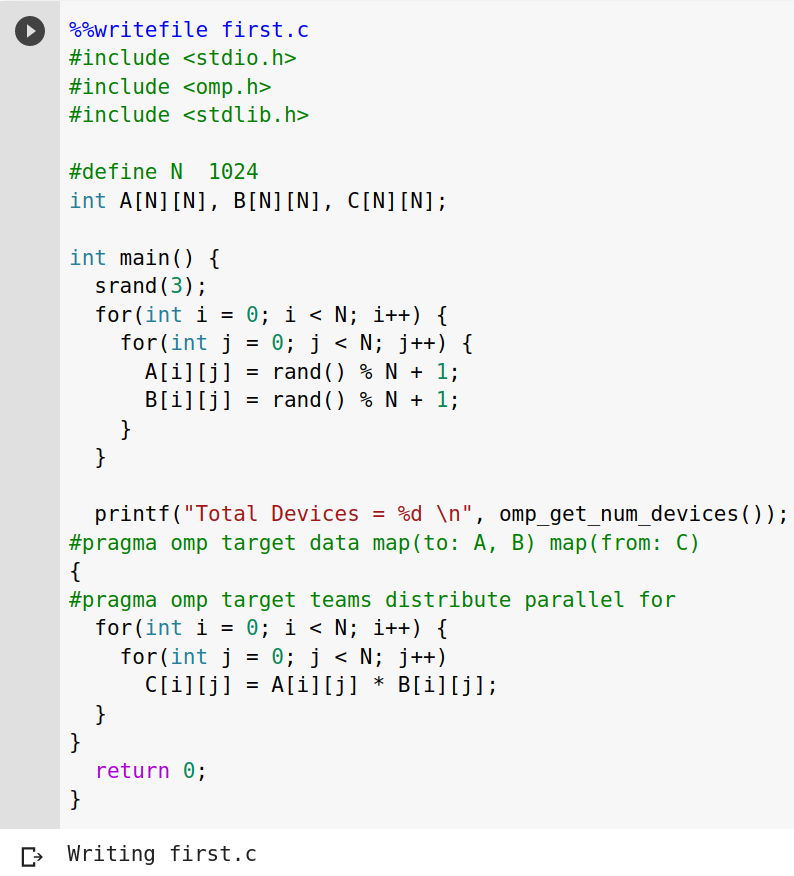 %%writefile first.c
#include <stdio.h>
#include <omp.h>
#include <stdlib.h>

#define N  1024
int A[N][N], B[N][N], C[N][N];

int main() {
  srand(3);
  for(int i = 0; i < N; i++) {
    for(int j = 0; j < N; j++) {
      A[i][j] = rand() % N + 1;
      B[i][j] = rand() % N + 1;
    }
  }

  printf("Total Devices = %d \n", omp_get_num_devices());
#pragma omp target data map(to: A, B) map(from: C)
{
#pragma omp target teams distribute parallel for
  for(int i = 0; i < N; i++) {
    for(int j = 0; j < N; j++)
      C[i][j] = A[i][j] * B[i][j];
  }
}
  return 0;
}
Writing first.c